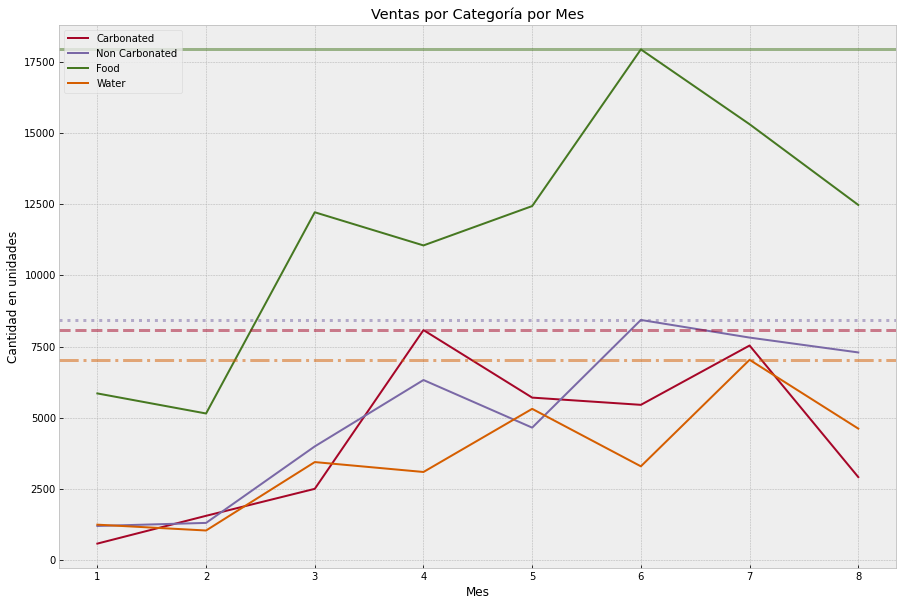 Ventas por Categoría por Mes
Carbonated
Non Carbonated
Food
Water
Cantidad en unidades
17500
15000
12500
10000
7500
5000
2500
0
1
2
3
4
5
6
7
8
Mes